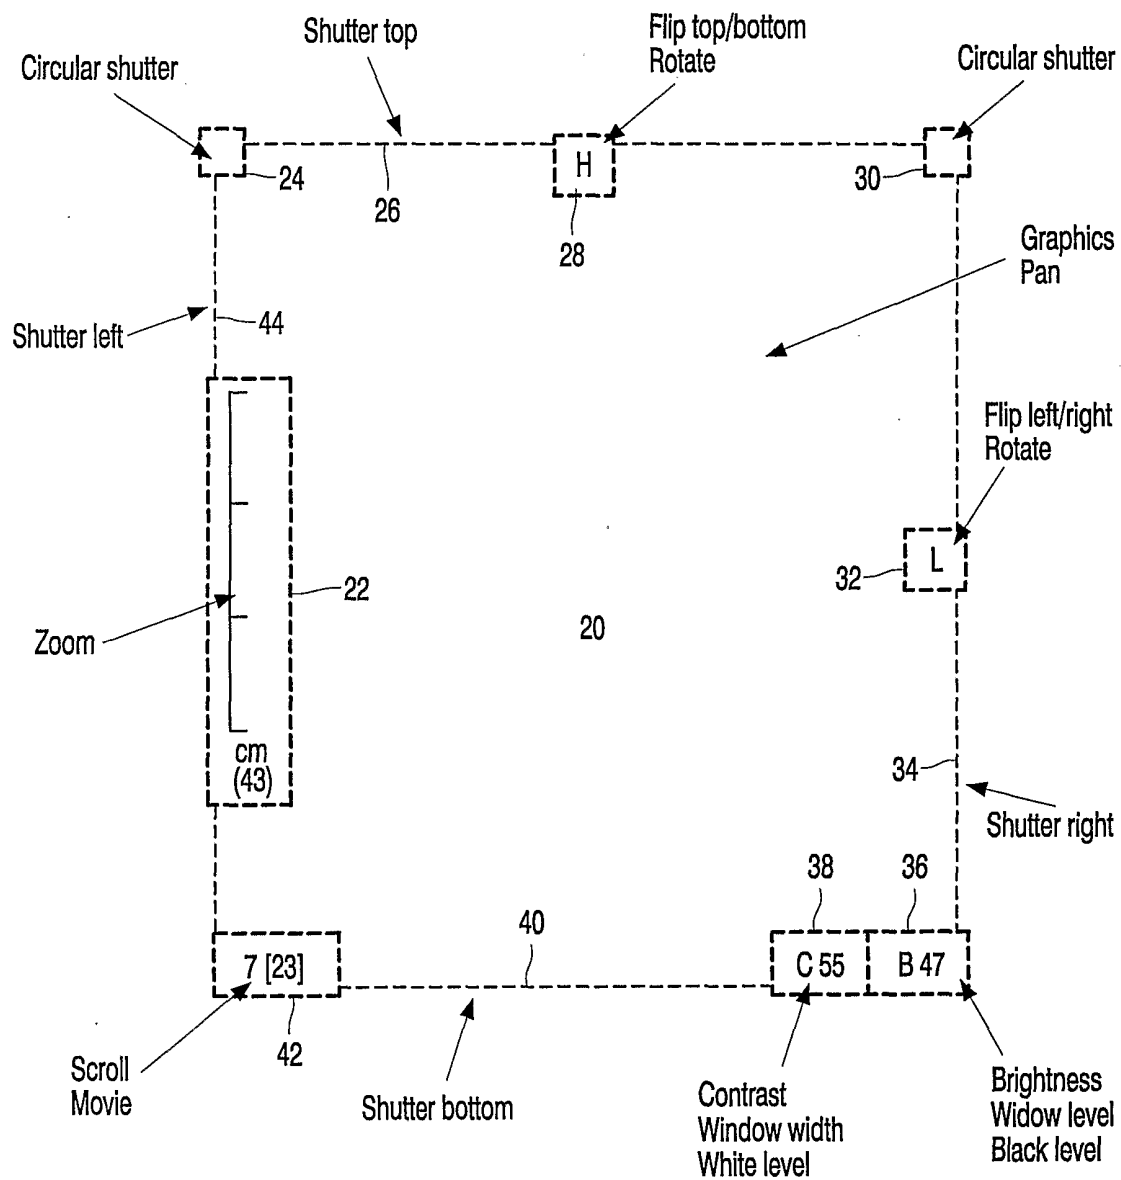 Shutter top
Flip top/bottom
Rotate
Circular shutter
Circular shutter
24
26
H
28
30
Graphics
Pan
Shutter left
44
Flip left/right
Rotate
L
32
22
20
Zoom
cm
(43)
34
Shutter right
38
36
40
7 [23]
C 55
B 47
42
Scroll
Movie
Shutter bottom
Contrast
Window width
White level
Brightness
Widow level
Black level